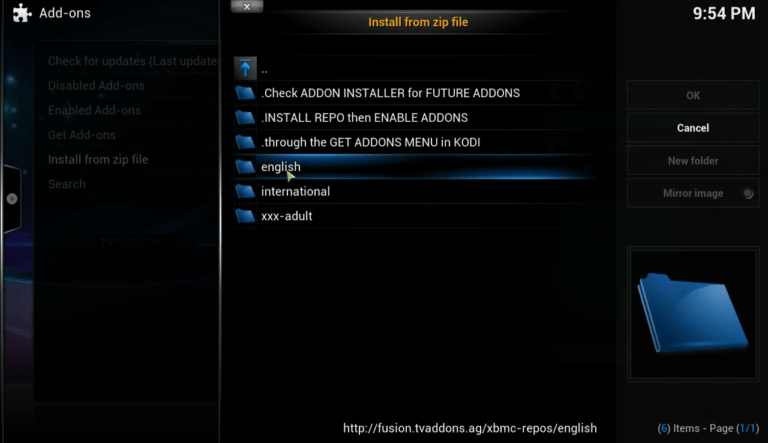 Add-ons
Install from zip file
9:54 PM
Check for updates (Last update
Disabled Add-ons
Enabled Add-ons
Get Add-ons
Install from zip file
Search
TV
..
.Check ADDON INSTALLER for FUTURE ADDONS
.INSTALL REPO then ENABLE ADDONS
.through the GET ADDONS MENU in KODI
english
international
xxx-adult
OK
Cancel
New folder
Mirror image
http://fusion.tvaddons.ag/xbmc-repos/english
(6) Items - Page (1/1)